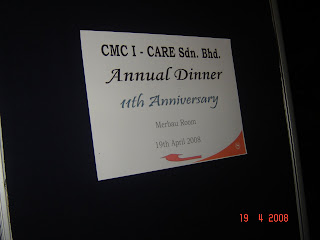 CMC I - CARE Sdn. Bhd.
Annual Dinner
11th Anniversary
Merbau Room
19th April 2008
19 4 2008